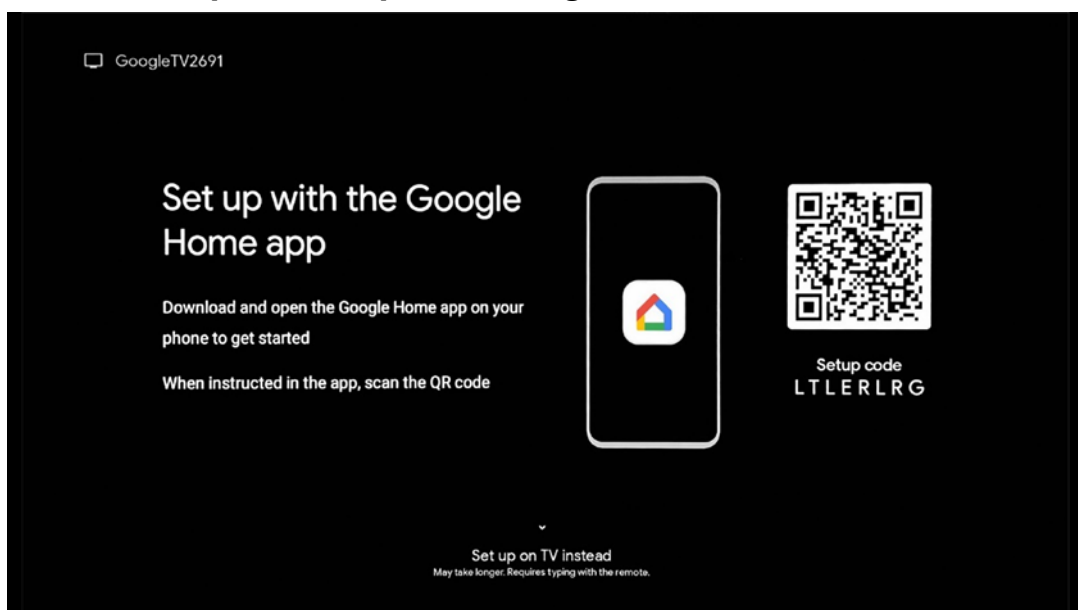 GoogleTV2691
Set up with the Google
Home app
Download and open the Google Home app on your
phone to get started
When instructed in the app, scan the QR code
Setup code
LTLERLRG
Set up on TV instead
May take longer. Requires typing with the remote.